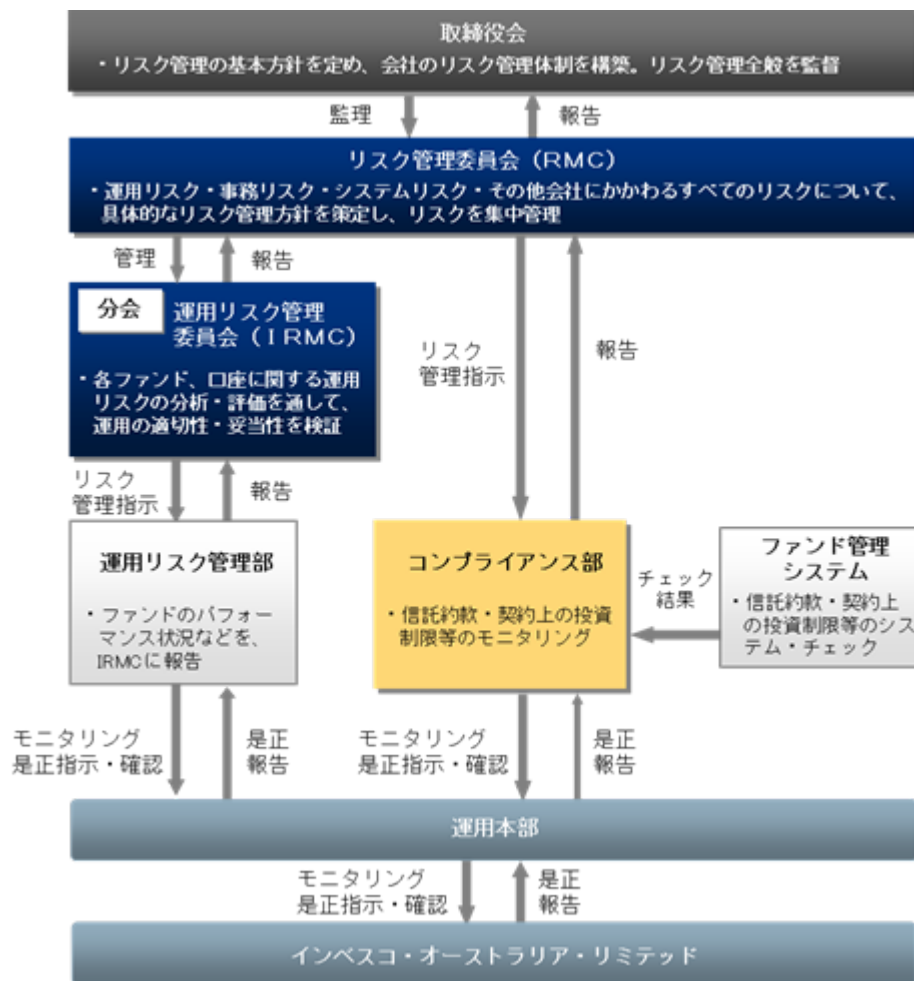 取締役会
・リスク管理の基本方針を定め、会社のリスク管理体制を構築。リスク管理全般を監督
監理
報告
リスク管理委員会（ＲＭＣ）
・運用リスク・事務リスク・システムリスク・その他会社にかかわるすべてのリスクについて、
具体的なリスク管理方針を策定し、リスクを集中管理
管理
報告
分会
運用リスク管理
委員会（ＩＲＭＣ）
・各ファンド、口座に関する運用
リスクの分析・評価を通して、
運用の適切性・妥当性を検証
リスク
管理指示
報告
リスク
管理指示
報告
運用リスク管理部
・ファンドのパフォー
マンス状況などを、
IRMCに報告
コンプライアンス部
・信託約款・契約上の投資
制限等のモニタリング
チェック
結果
ファンド管理
システム
・信託約款・契約上
の投資制限等のシス
テム・チェック
モニタリング
是正指示・確認
是正
報告
モニタリング
是正指示・確認
是正
報告
運用本部
モニタリング
是正指示・確認
是正
報告
インベスコ・オーストラリア・リミテッド